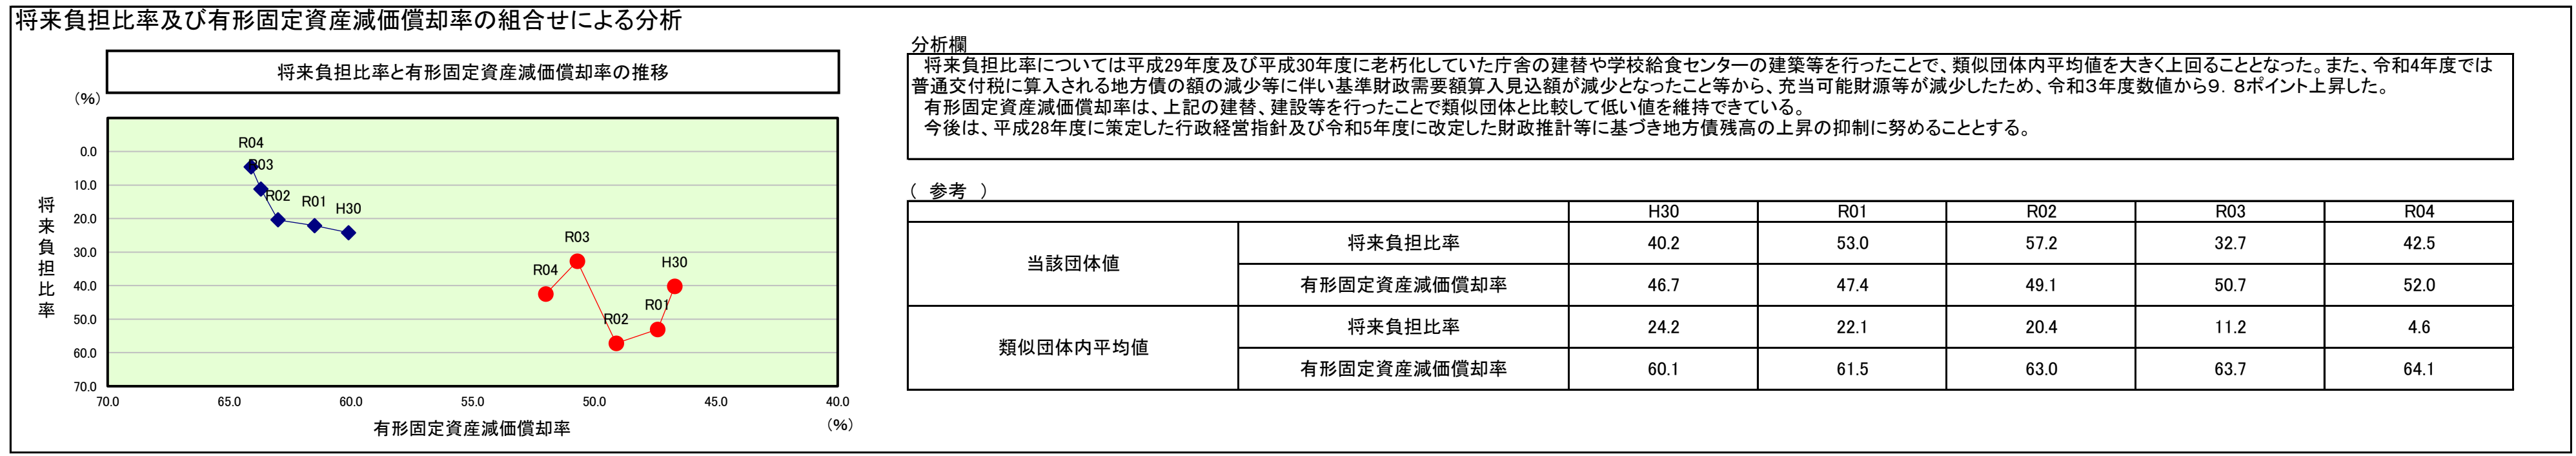 将来負担比率及び有形固定資産減価償却率の組合せによる分析
将来負担比率と有形固定資産減価償却率の推移
(%)
0.0
10.0
20.0
30.0
40.0
50.0
60.0
70.0
将来負担比率
R04
R03
R02
R01
H30
R03
R04
H30
R01
R02
70.0 65.0 60.0 55.0 50.0 45.0 40.0
有形固定資産減価償却率
(%)
分析欄
　将来負担比率については平成29年度及び平成30年度に老朽化していた庁舎の建替や学校給食センターの建築等を行ったことで、類似団体内平均値を大きく上回ることとなった。また、令和4年度では
普通交付税に算入される地方債の額の減少等に伴い基準財政需要額算入見込額が減少となったこと等から、充当可能財源等が減少したため、令和３年度数値から９．８ポイント上昇した。
　有形固定資産減価償却率は、上記の建替、建設等を行ったことで類似団体と比較して低い値を維持できている。
　今後は、平成28年度に策定した行政経営指針及び令和5年度に改定した財政推計等に基づき地方債残高の上昇の抑制に努めることとする。
（　参考　）
H30 R01 R02 R03 R04
当該団体値
将来負担比率 40.2 53.0 57.2 32.7 42.5
有形固定資産減価償却率 46.7 47.4 49.1 50.7 52.0
類似団体内平均値
将来負担比率 24.2 22.1 20.4 11.2 4.6
有形固定資産減価償却率 60.1 61.5 63.0 63.7 64.1